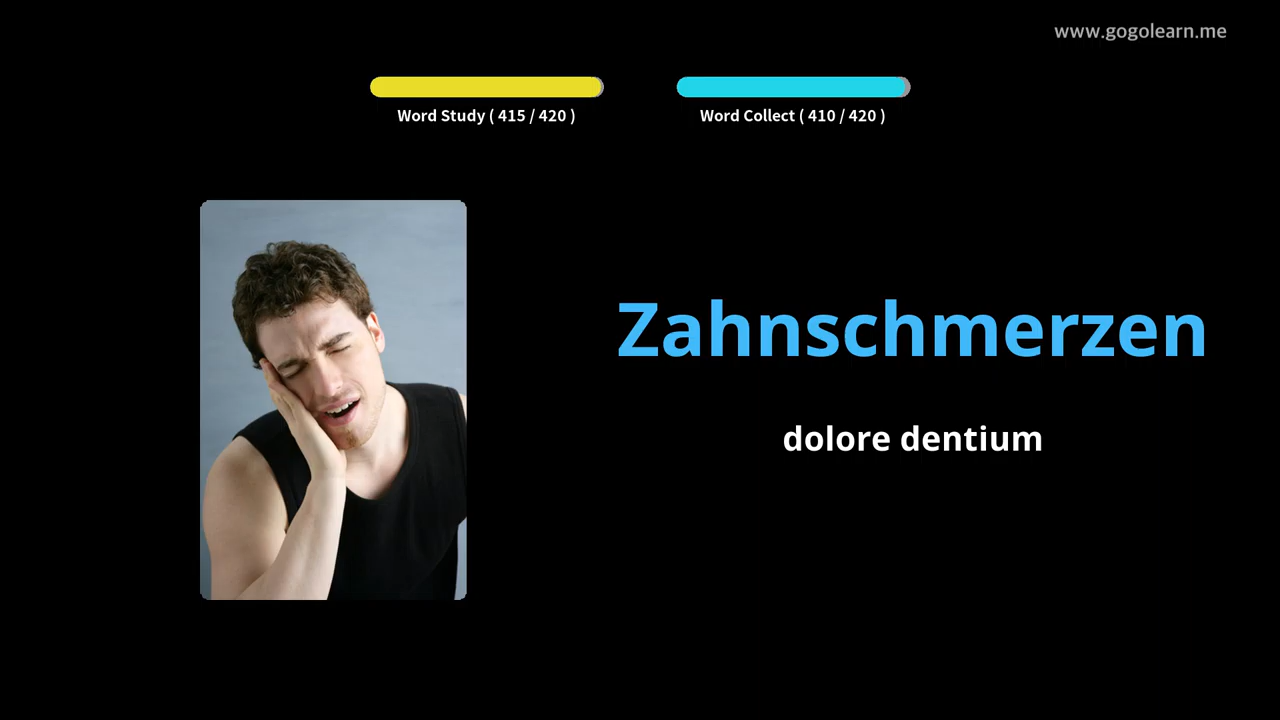 www.gogolearn.me
Word Study ( 415 / 420 )
Word Collect ( 410 / 420 )
Zahnschmerzen
dolore dentium